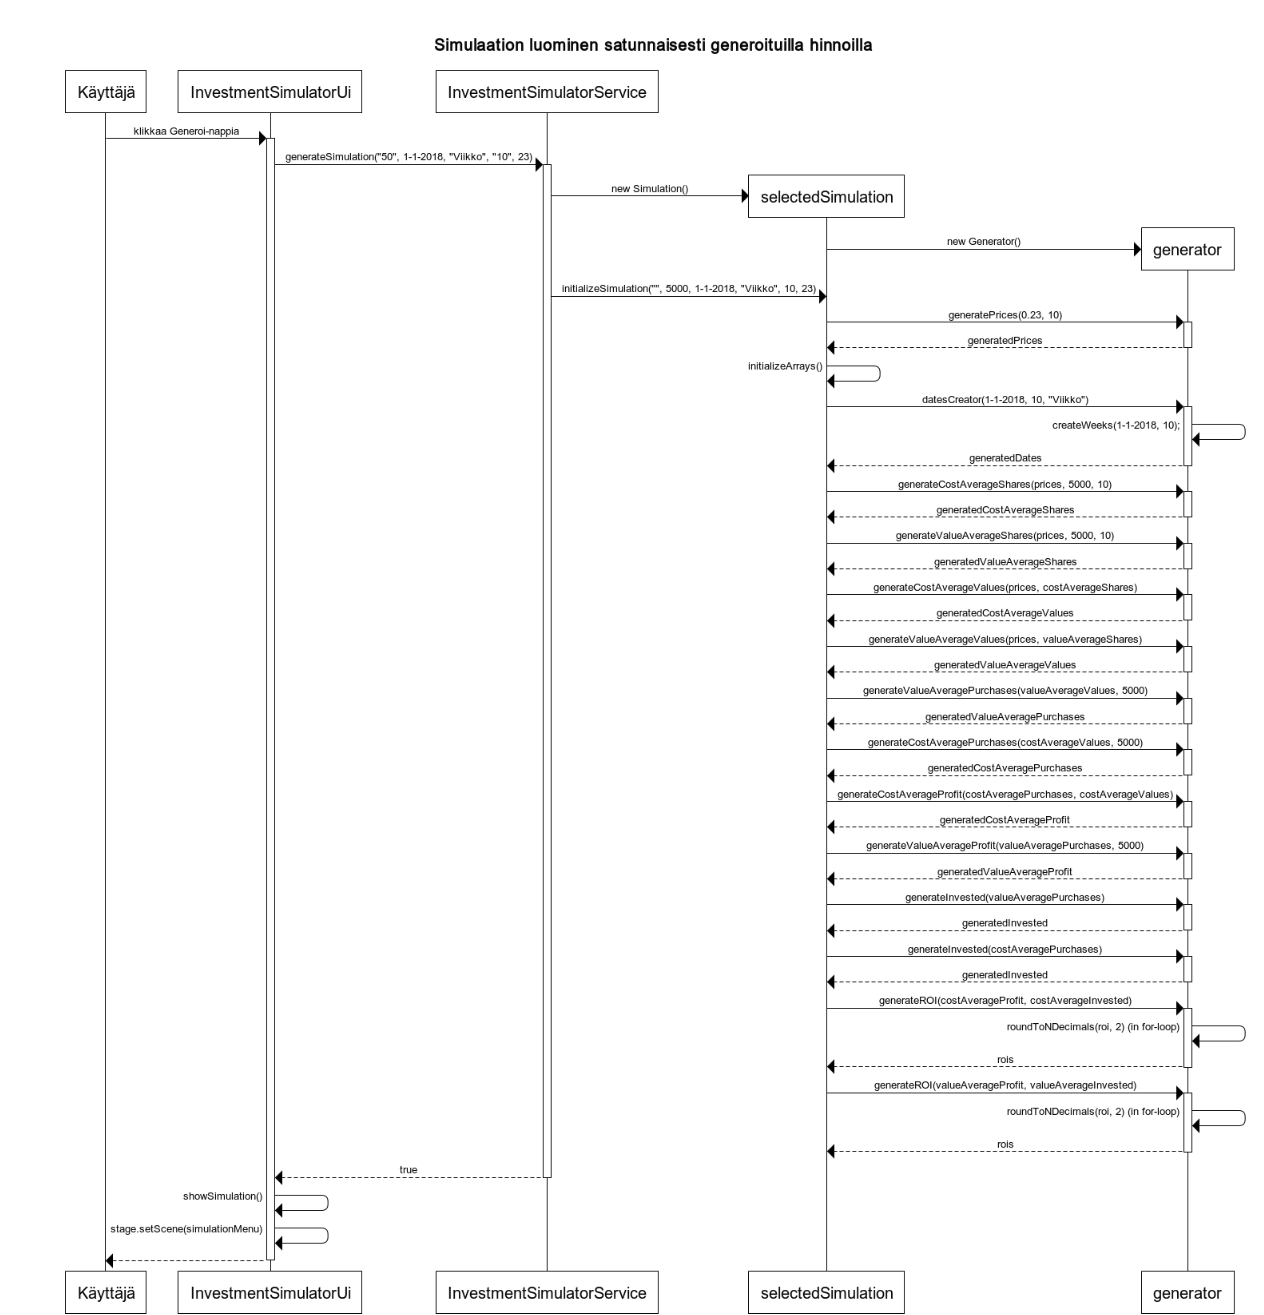 Simulaation luominen satunnaisesti generoituilla hinnoilla
Käyttäjä
InvestmentSimulatorUi
InvestmentSimulatorService
klikkaa Generoi-nappia
generateSimulation("50", 1-1-2018, "Viikko", "10", 23)
new Simulation()
selectedSimulation
new Generator()
generator
initializeSimulation("", 5000, 1-1-2018, "Viikko", 10, 23)
generatePrices(0.23, 10)
generatedPrices
initializeArrays()
datesCreator(1-1-2018, 10, "Viikko")
createWeeks(1-1-2018, 10);
generatedDates
generateCostAverageShares(prices, 5000, 10)
generatedCostAverageShares
generateValueAverageShares(prices, 5000, 10)
generatedValueAverageShares
generateCostAverageValues(prices, costAverageShares)
generatedCostAverageValues
generateValueAverageValues(prices, valueAverageShares)
generatedValueAverageValues
generateValueAveragePurchases(valueAverageValues, 5000)
generatedValueAveragePurchases
generateCostAveragePurchases(costAverageValues, 5000)
generatedCostAveragePurchases
generateCostAverageProfit(costAveragePurchases, costAverageValues)
generatedCostAverageProfit
generateValueAverageProfit(valueAveragePurchases, 5000)
generatedValueAverageProfit
generateInvested(valueAveragePurchases)
generatedInvested
generateInvested(costAveragePurchases)
generatedInvested
generateROI(costAverageProfit, costAverageInvested)
roundToNDecimals(roi, 2) (in for-loop)
rois
generateROI(valueAverageProfit, valueAverageInvested)
roundToNDecimals(roi, 2) (in for-loop)
rois
true
showSimulation()
stage.setScene(simulationMenu)
Käyttäjä
InvestmentSimulatorUi
InvestmentSimulatorService
selectedSimulation
generator